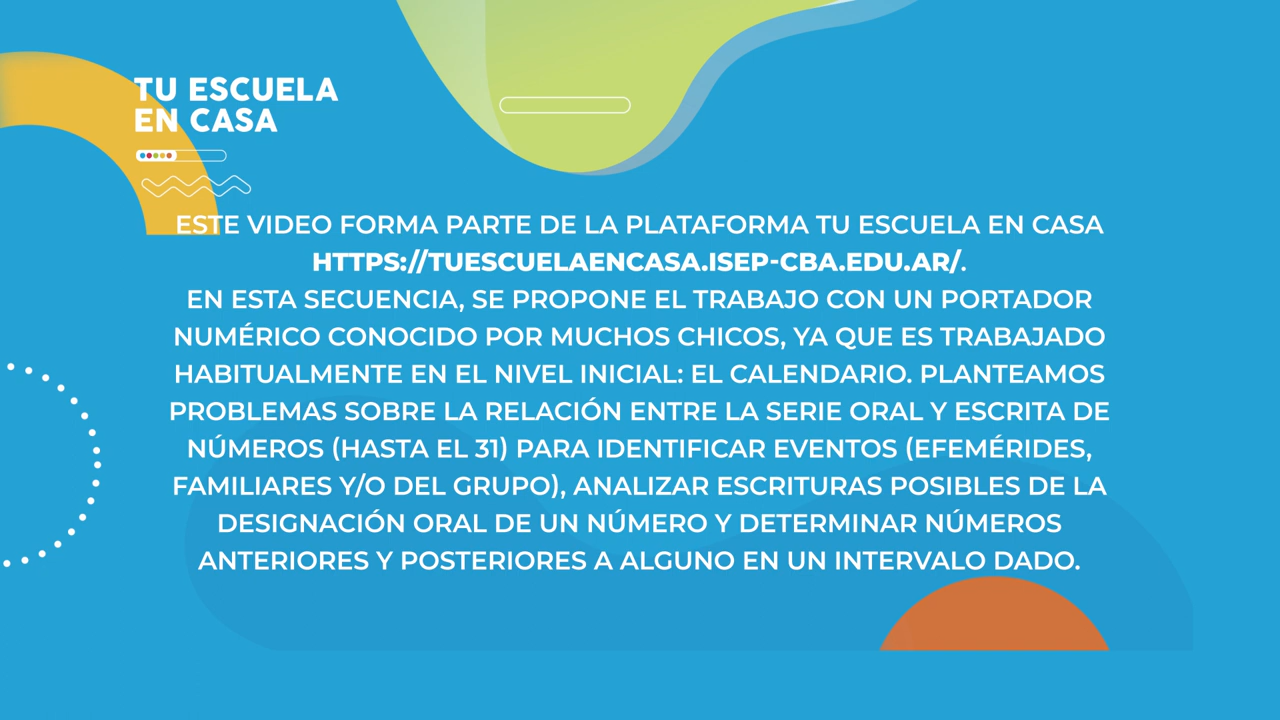 TU ESCUELA
EN CASA
ESTE VIDEO FORMA PARTE DE LA PLATAFORMA TU ESCUELA EN CASA
HTTPS://TUESCUELAENCASA.ISEP-CBA.EDU.AR/.
EN ESTA SECUENCIA, SE PROPONE EL TRABAJO CON UN PORTADOR
NUMÉRICO CONOCIDO POR MUCHOS CHICOS, YA QUE ES TRABAJADO
HABITUALMENTE EN EL NIVEL INICIAL: EL CALENDARIO. PLANTEAMOS
PROBLEMAS SOBRE LA RELACIÓN ENTRE LA SERIE ORAL Y ESCRITA DE
NÚMEROS (HASTA EL 31) PARA IDENTIFICAR EVENTOS (EFEMÉRIDES,
FAMILIARES Y/O DEL GRUPO), ANALIZAR ESCRITURAS POSIBLES DE LA
DESIGNACIÓN ORAL DE UN NÚMERO Y DETERMINAR NÚMEROS
ANTERIORES Y POSTERIORES A ALGUNO EN UN INTERVALO DADO.